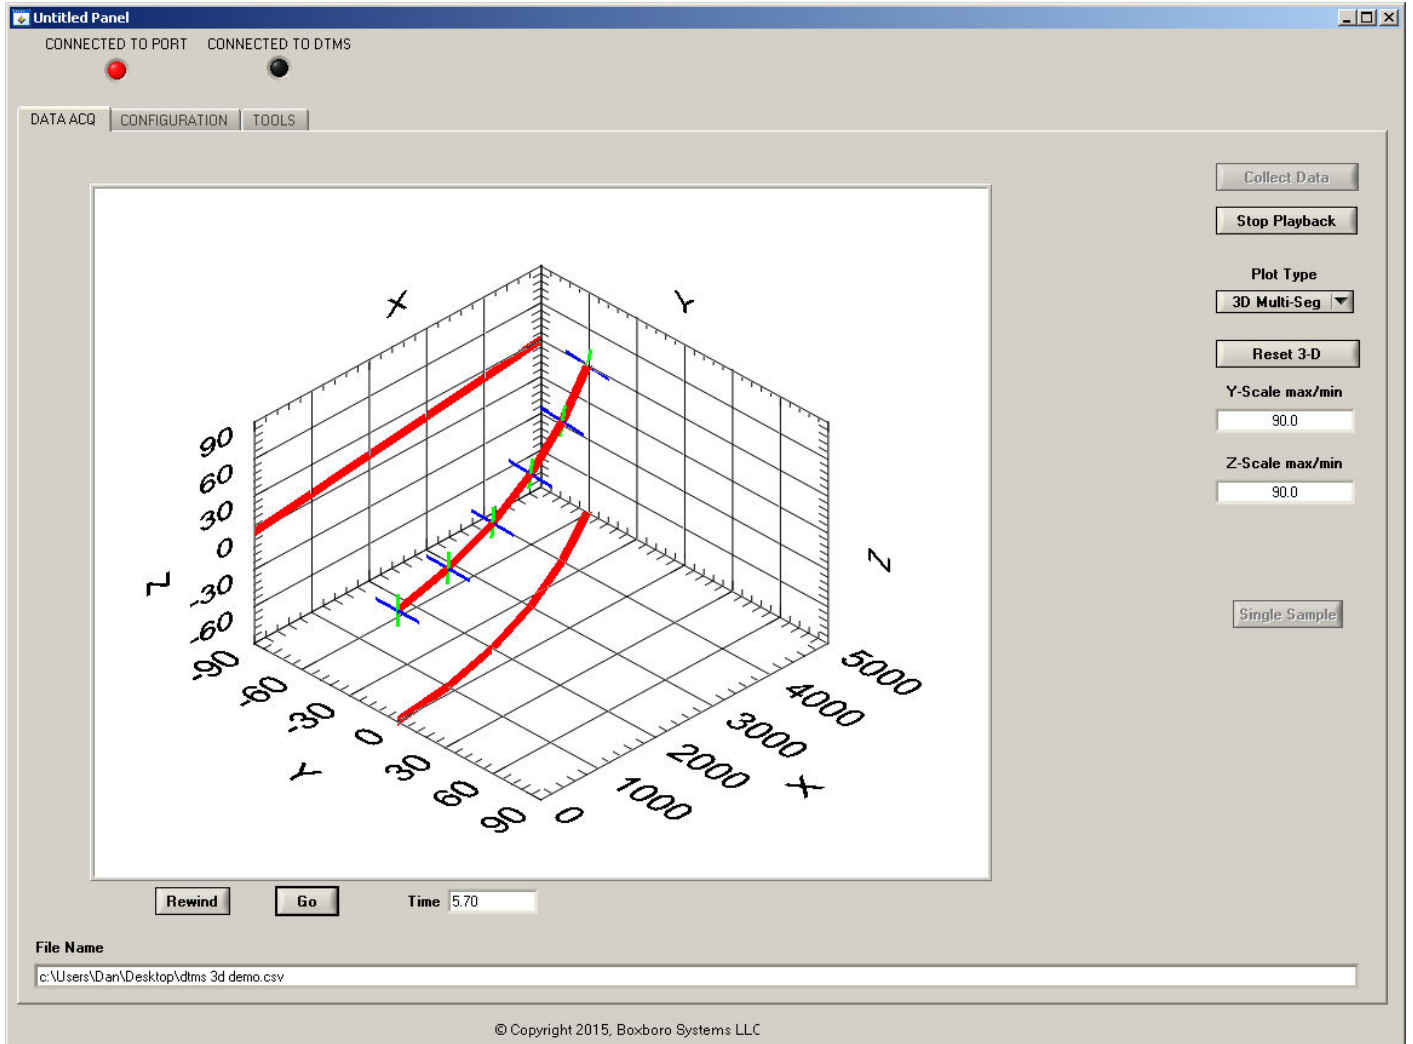 Untitled Panel
CONNECTED TO PORT CONNECTED TO DTMS
DATA ACQ CONFIGURATION TOOLS
Collect Data
Stop Playback
Plot Type
3D Multi-Seg
Reset 3-D
Y-Scale max/min
90.0
Z-Scale max/min
90.0
Single Sample
X Y
Z
90
60
30
0
-30
-60
Z
-90 -60 -30 0 30 60 90
Y
0 1000 2000 3000 4000 5000
X
Rewind Go Time 5.70
File Name
c:\Users\Dan\Desktop\dtms 3d demo.csv
© Copyright 2015, Boxboro Systems LLC